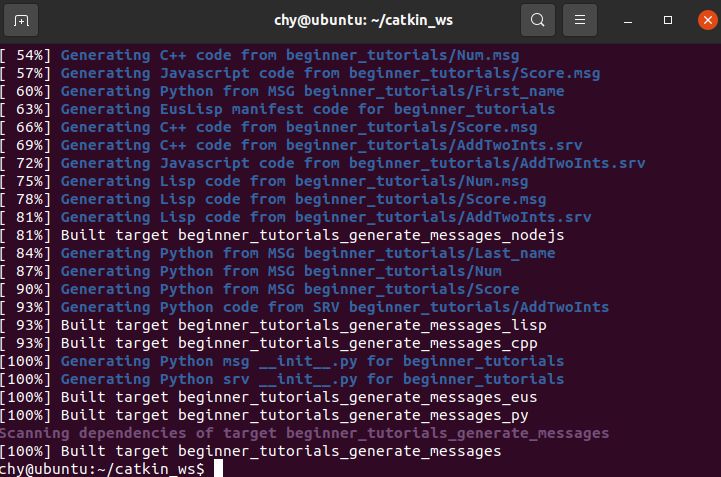 chy@ubuntu: ~/catkin_ws
[ 54%] Generating C++ code from beginner_tutorials/Num.msg
[ 57%] Generating Javascript code from beginner_tutorials/Score.msg
[ 60%] Generating Python from MSG beginner_tutorials/First_name
[ 63%] Generating EusLisp manifest code for beginner_tutorials
[ 66%] Generating C++ code from beginner_tutorials/Score.msg
[ 69%] Generating C++ code from beginner_tutorials/AddTwoInts.srv
[ 72%] Generating Javascript code from beginner_tutorials/AddTwoInts.srv
[ 75%] Generating Lisp code from beginner_tutorials/Num.msg
[ 78%] Generating Lisp code from beginner_tutorials/Score.msg
[ 81%] Generating Lisp code from beginner_tutorials/AddTwoInts.srv
[ 81%] Built target beginner_tutorials_generate_messages_nodejs
[ 84%] Generating Python from MSG beginner_tutorials/Last_name
[ 87%] Generating Python from MSG beginner_tutorials/Num
[ 90%] Generating Python from MSG beginner_tutorials/Score
[ 93%] Generating Python code from SRV beginner_tutorials/AddTwoInts
[ 93%] Built target beginner_tutorials_generate_messages_lisp
[ 93%] Built target beginner_tutorials_generate_messages_cpp
[100%] Generating Python msg __init__.py for beginner_tutorials
[100%] Generating Python srv __init__.py for beginner_tutorials
[100%] Built target beginner_tutorials_generate_messages_eus
[100%] Built target beginner_tutorials_generate_messages_py
Scanning dependencies of target beginner_tutorials_generate_messages
[100%] Built target beginner_tutorials_generate_messages
chy@ubuntu:~/catkin_ws$